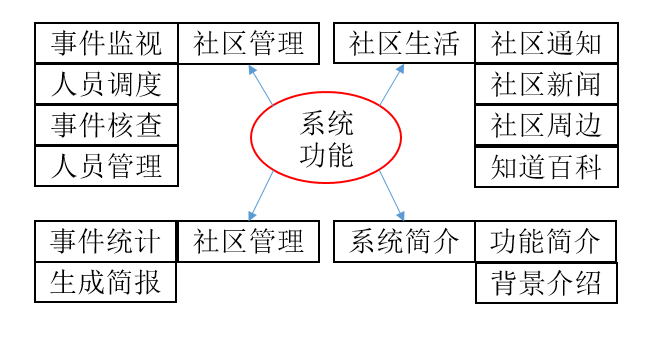 事件监视 社区管理 社区生活 社区通知
人员调度 社区新闻
事件核查 社区周边
人员管理 知道百科
系统
功能
事件统计 社区管理 系统简介 功能简介
生成简报 背景介绍